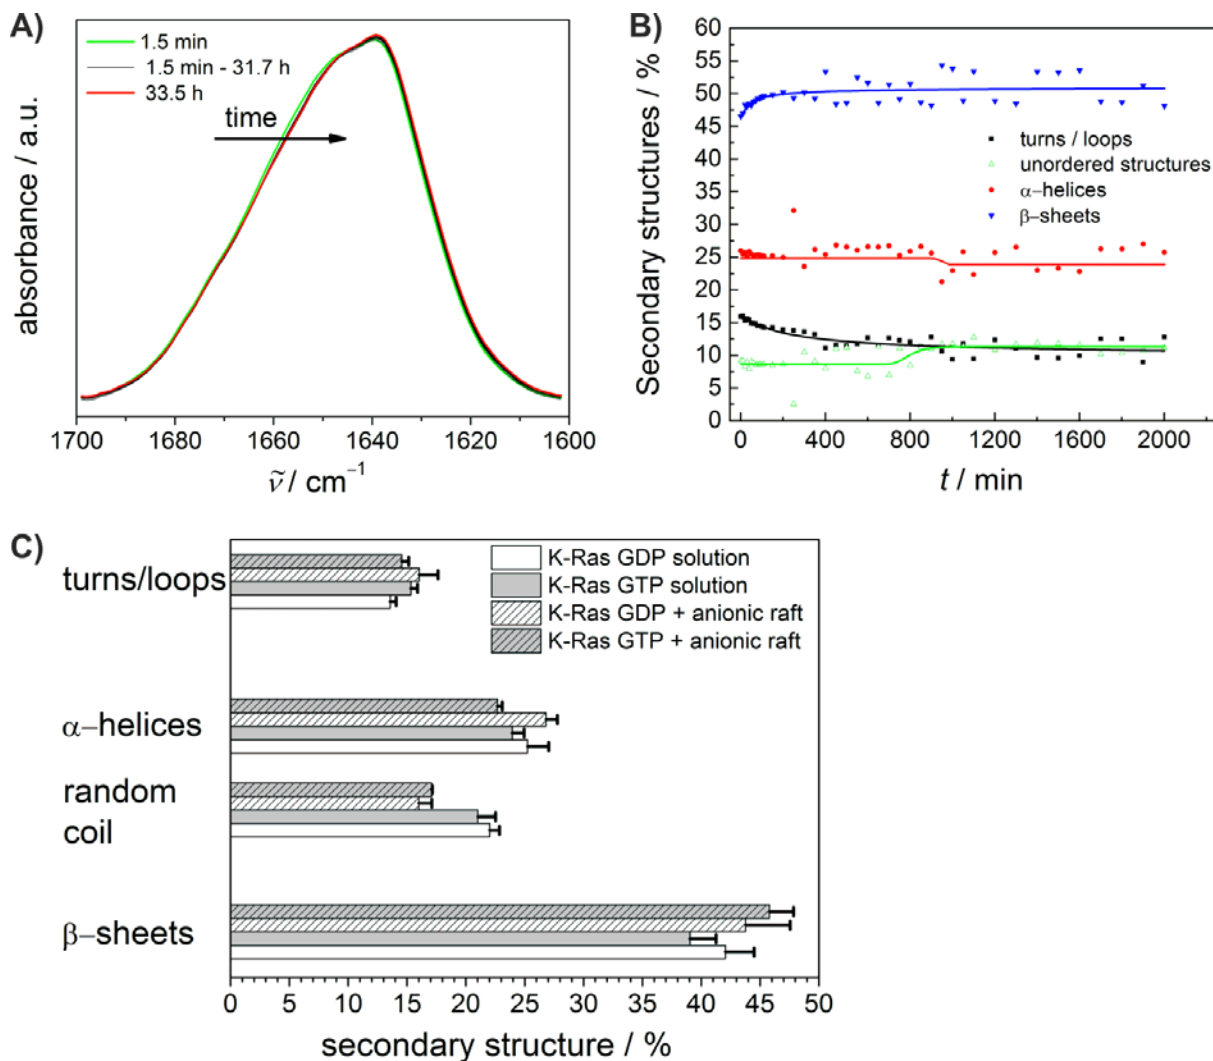 A)
1.5 min
1.5 min - 31.7 h
33.5 h
time
absorbance / a.u.
1700 1680 1660 1640 1620 1600
ṽ / cm⁻¹
B)
Secondary structures / %
60
55
50
45
40
35
30
25
20
15
10
5
0
turns / loops
unordered structures
α–helices
β–sheets
0 400 800 1200 1600 2000
t / min
C)
K-Ras GDP solution
K-Ras GTP solution
K-Ras GDP + anionic raft
K-Ras GTP + anionic raft
turns/loops
α–helices
random
coil
β–sheets
0 5 10 15 20 25 30 35 40 45 50
secondary structure / %